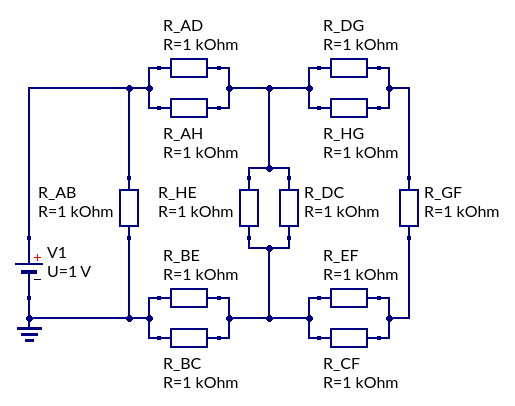 R_AD
R=1 kOhm
R_DG
R=1 kOhm
R_AH
R=1 kOhm
R_HG
R=1 kOhm
R_AB
R=1 kOhm
R_HE
R=1 kOhm
R_DC
R=1 kOhm
R_GF
R=1 kOhm
V1
U=1 V
+
−
R_BE
R=1 kOhm
R_EF
R=1 kOhm
R_BC
R=1 kOhm
R_CF
R=1 kOhm